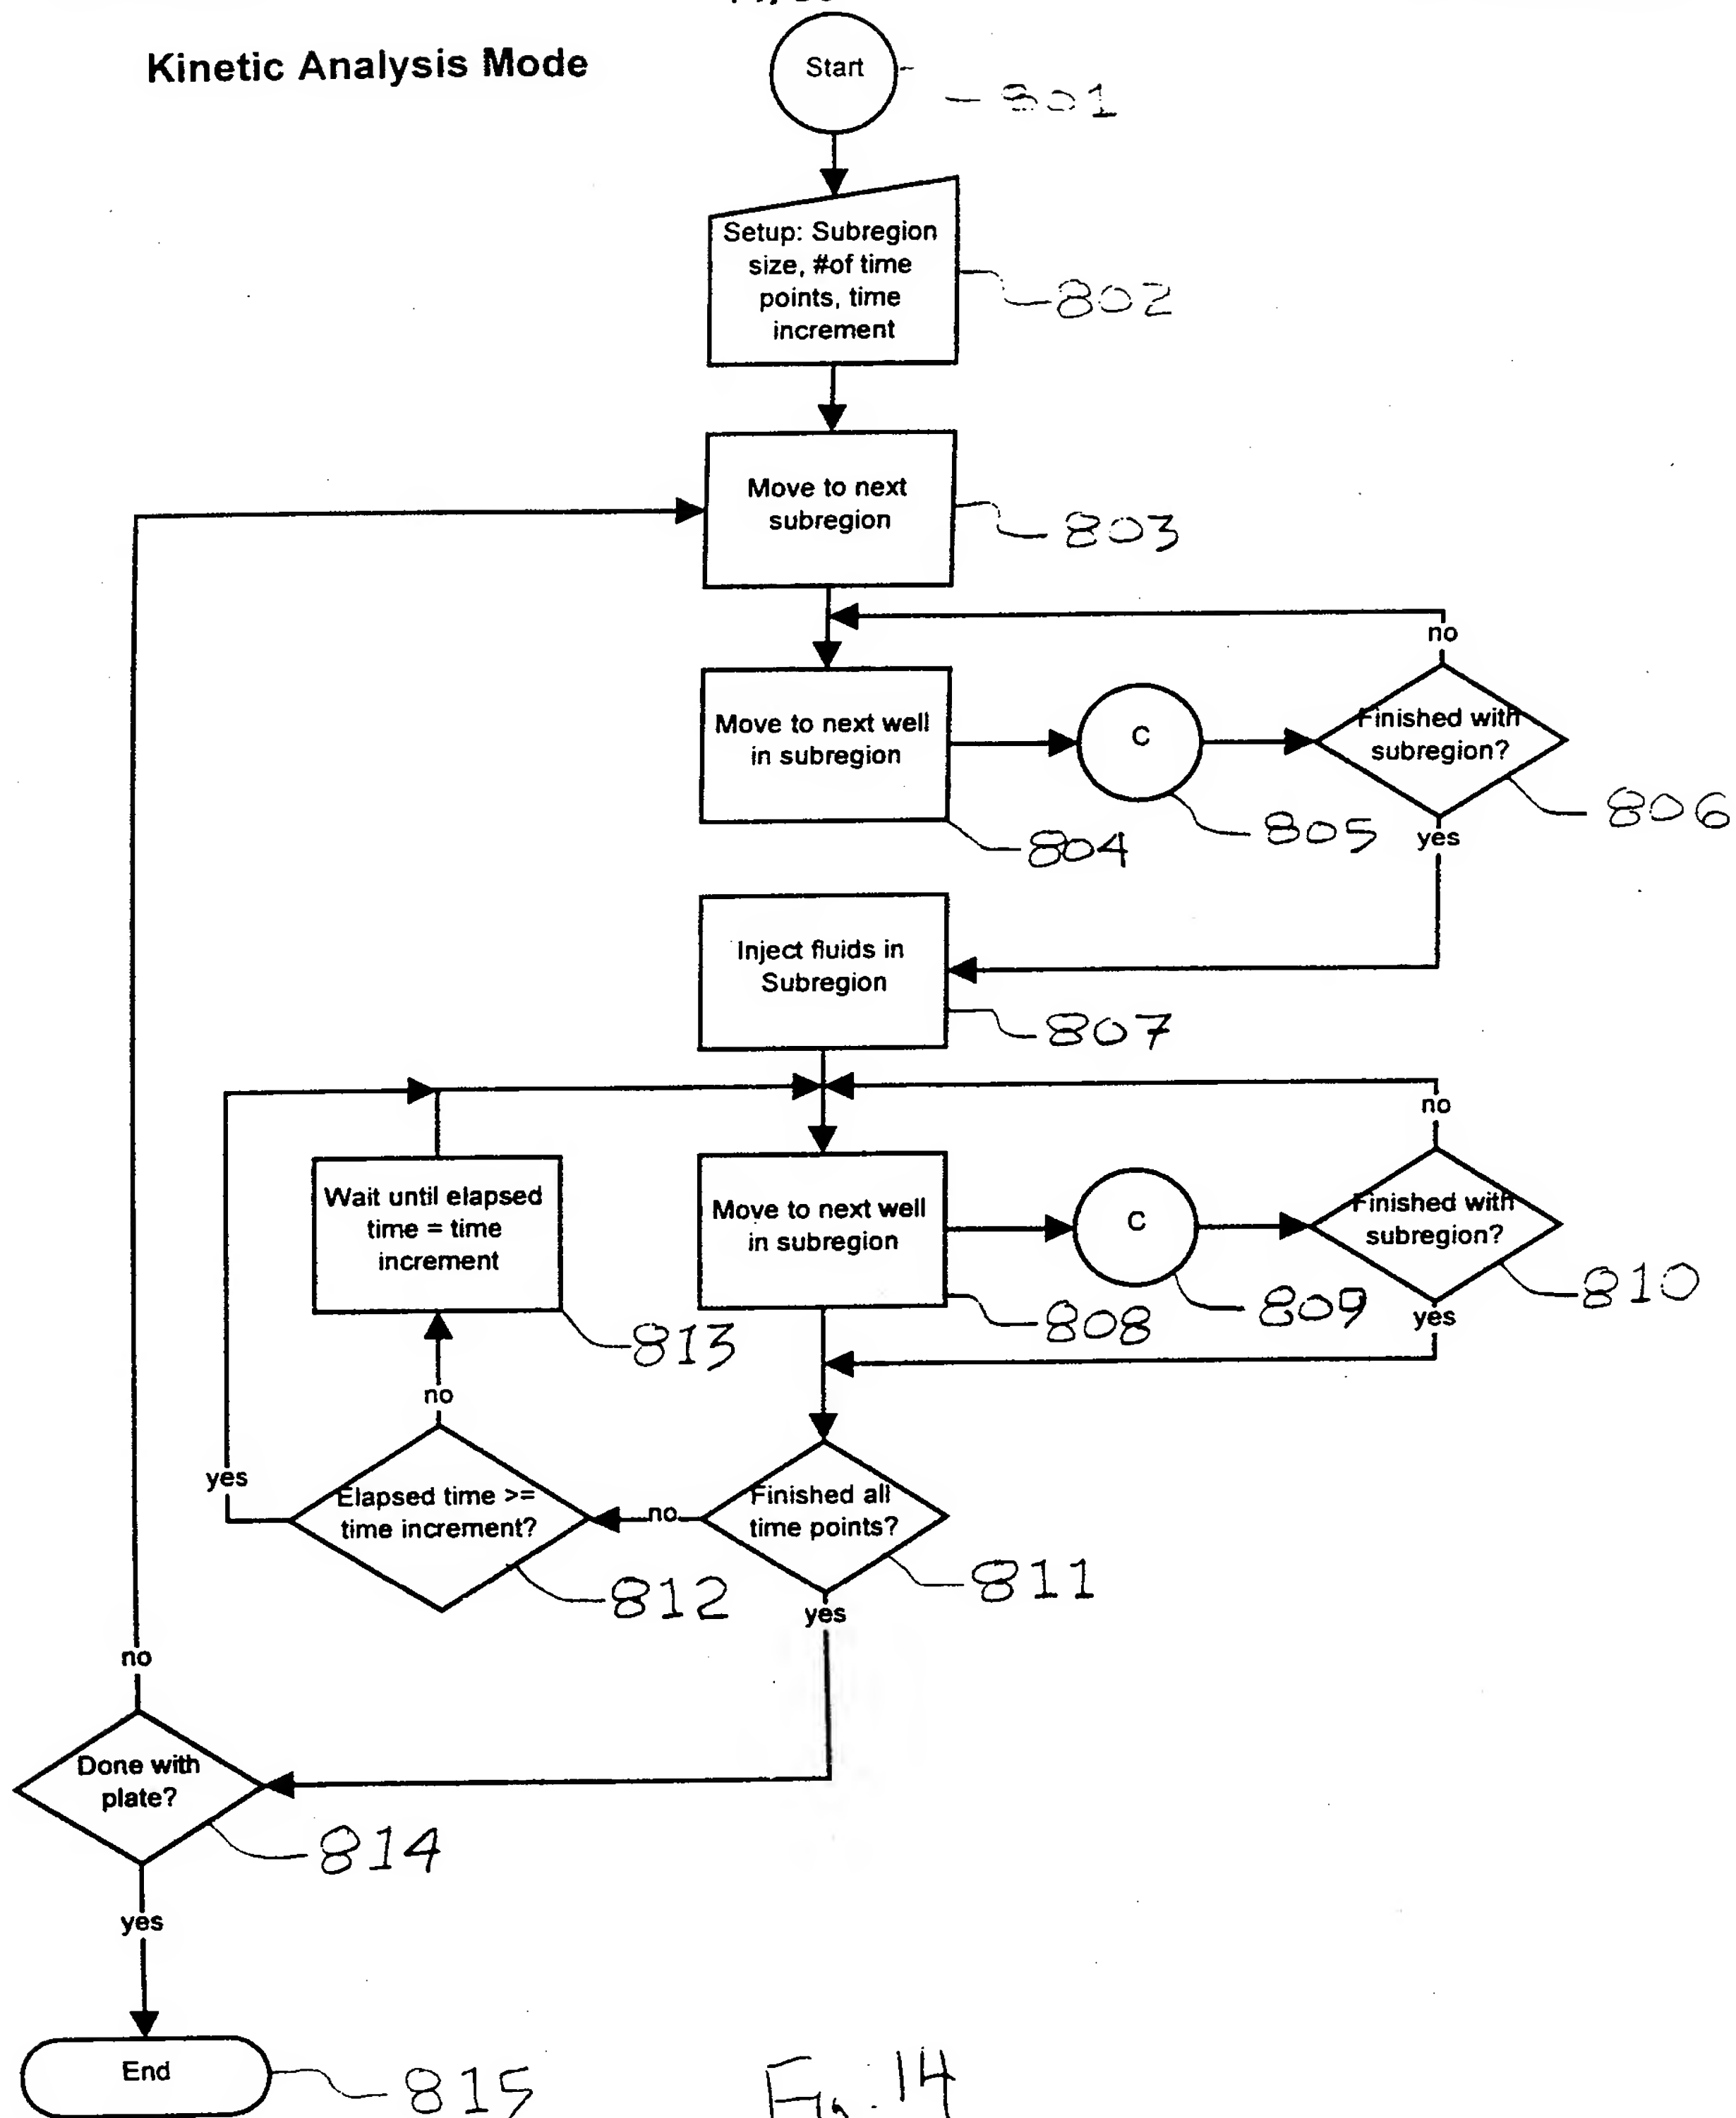 Kinetic Analysis Mode
Start
801
Setup: Subregion
size, #of time
points, time
increment
802
Move to next
subregion
803
no
Move to next well
in subregion
804
C
805
Finished with
subregion?
806
yes
Inject fluids in
Subregion
807
no
Wait until elapsed
time = time
increment
813
Move to next well
in subregion
808
C
809
Finished with
subregion?
810
yes
no
yes
Elapsed time >=
time increment?
812
no
Finished all
time points?
811
yes
no
Done with
plate?
814
yes
End
815
Fig. 14